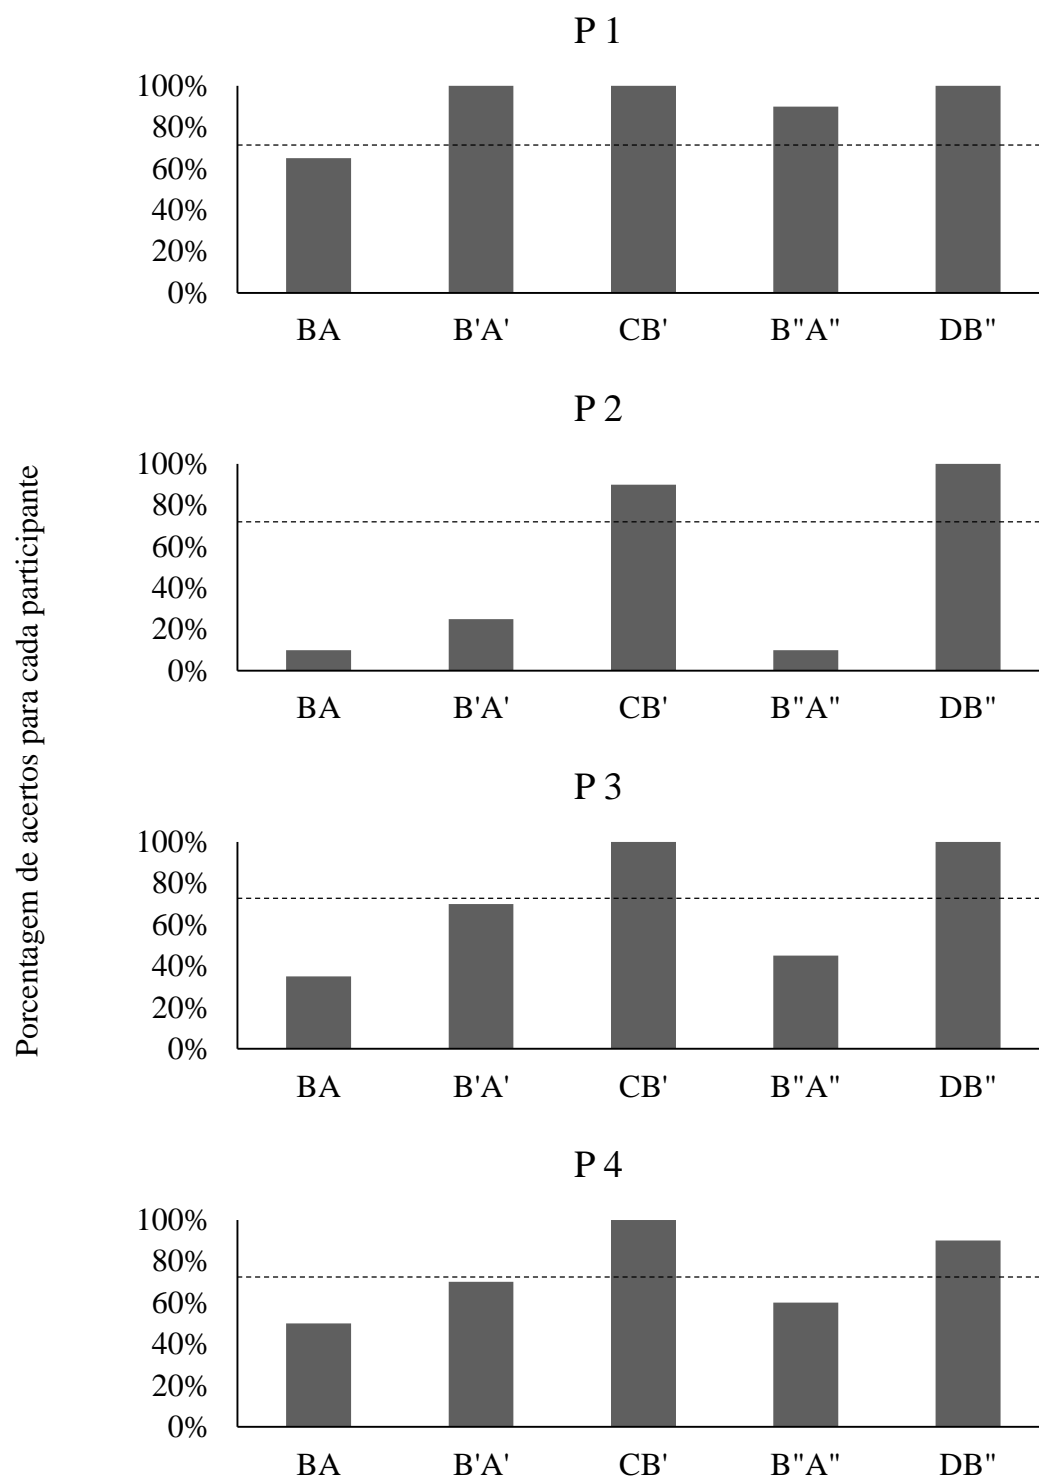 P 1
100%
80%
60%
40%
20%
0%
BA B'A' CB' B"A" DB"
Porcentagem de acertos para cada participante
P 2
100%
80%
60%
40%
20%
0%
BA B'A' CB' B"A" DB"
P 3
100%
80%
60%
40%
20%
0%
BA B'A' CB' B"A" DB"
P 4
100%
80%
60%
40%
20%
0%
BA B'A' CB' B"A" DB"